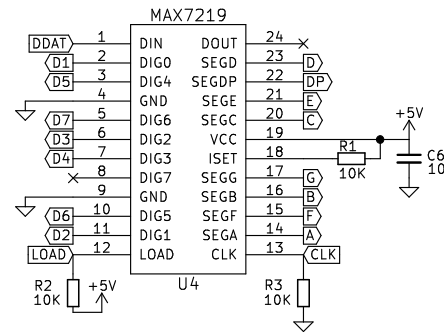 MAX7219
DDAT 1 DIN DOUT 24
D1 2 DIG0 SEGD 23 D
D5 3 DIG4 SEGDP 22 DP
4 GND SEGE 21 E
D7 5 DIG6 SEGC 20 C
D3 6 DIG2 VCC 19 +5V
D4 7 DIG3 ISET 18 R1 10K C6 10
8 DIG7 SEGG 17 G
9 GND SEGB 16 B
D6 10 DIG5 SEGF 15 F
D2 11 DIG1 SEGA 14 A
LOAD 12 LOAD CLK 13 CLK
U4
R2 +5V R3
10K 10K